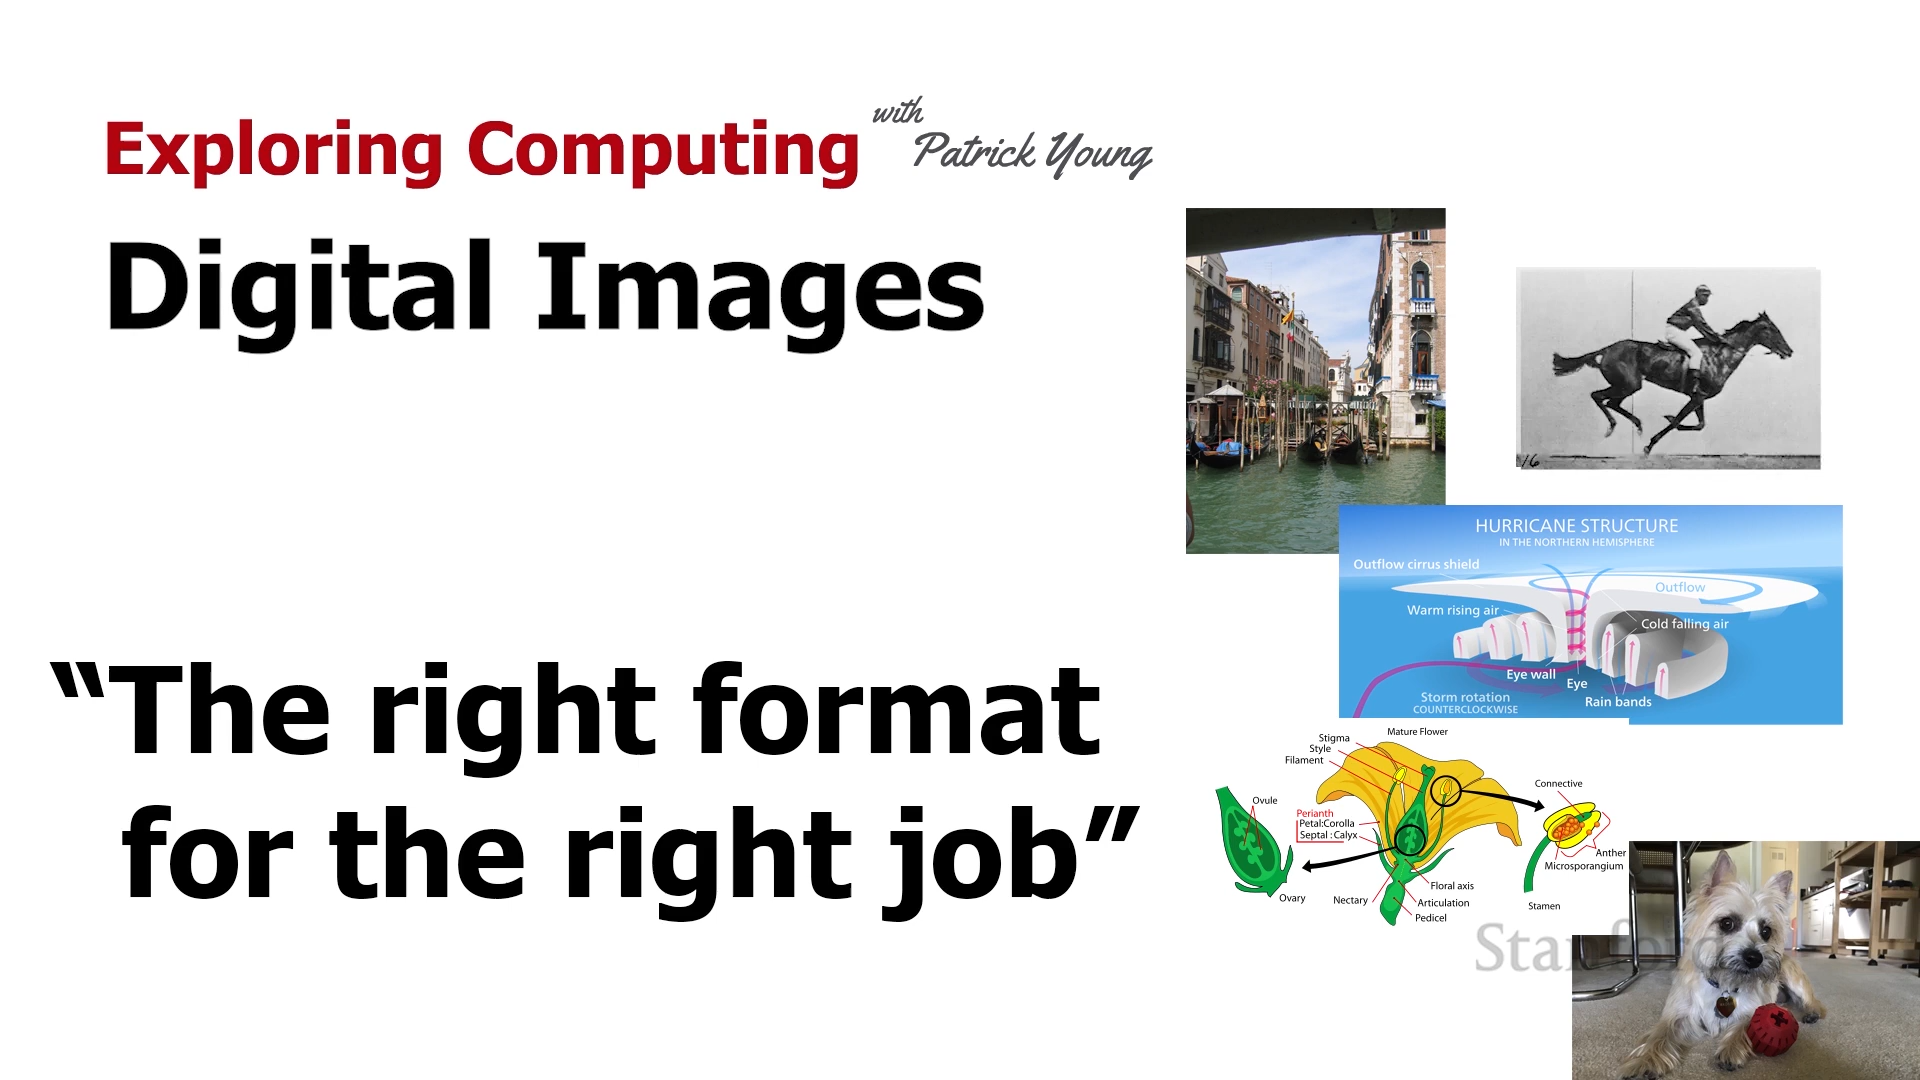 Exploring Computing
with
Patrick Young
Digital Images
“The right format
for the right job”
16
HURRICANE STRUCTURE
IN THE NORTHERN HEMISPHERE
Outflow cirrus shield
Outflow
Warm rising air
Cold falling air
Eye wall
Eye
Rain bands
Storm rotation
COUNTERCLOCKWISE
Mature Flower
Stigma
Style
Filament
Connective
Ovule
Perianth
Petal:Corolla
Septal : Calyx
Anther
Microsporangium
Floral axis
Ovary
Nectary
Articulation
Stamen
Pedicel
Stanford